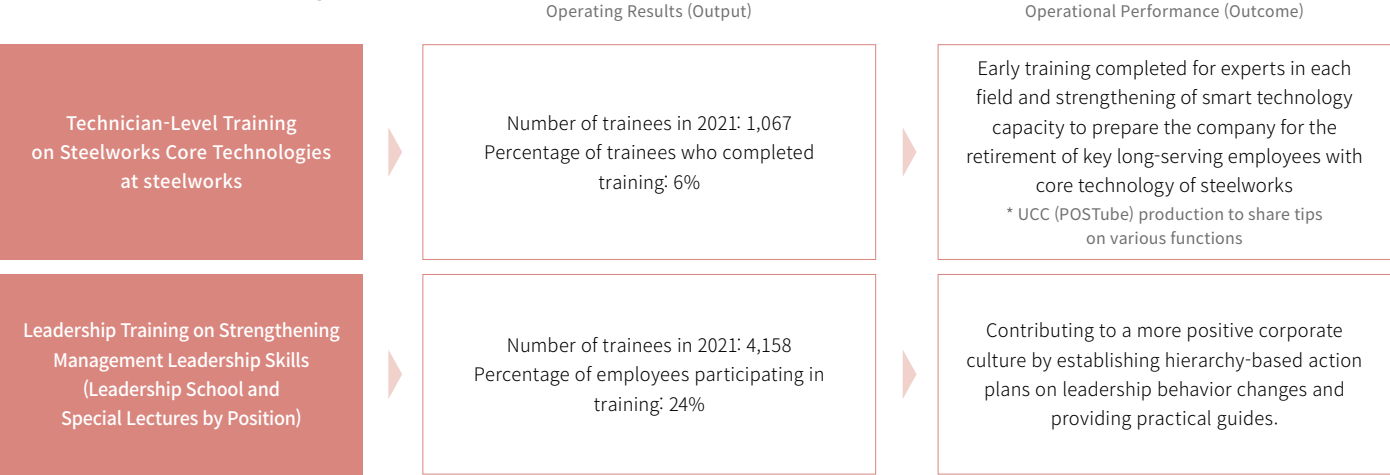 Operating Results (Output)
Operational Performance (Outcome)
Technician-Level Training
on Steelworks Core Technologies
at steelworks
Number of trainees in 2021: 1,067
Percentage of trainees who completed
training: 6%
Early training completed for experts in each
field and strengthening of smart technology
capacity to prepare the company for the
retirement of key long-serving employees with
core technology of steelworks
* UCC (POSTube) production to share tips
on various functions
Leadership Training on Strengthening
Management Leadership Skills
(Leadership School and
Special Lectures by Position)
Number of trainees in 2021: 4,158
Percentage of employees participating in
training: 24%
Contributing to a more positive corporate
culture by establishing hierarchy-based action
plans on leadership behavior changes and
providing practical guides.